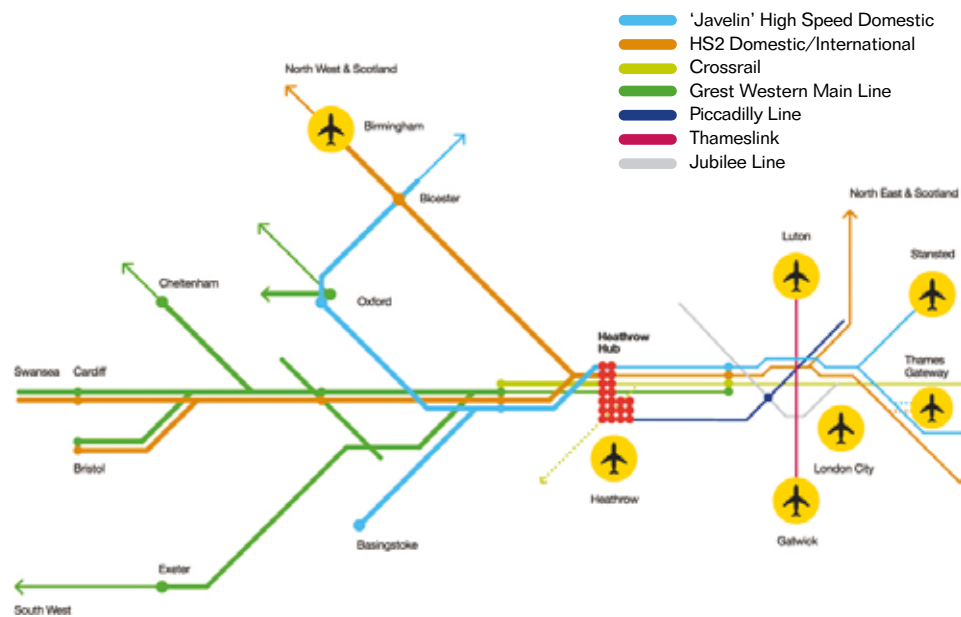 'Javelin' High Speed Domestic
HS2 Domestic/International
Crossrail
Grest Western Main Line
Piccadilly Line
Thameslink
Jubilee Line
North West & Scotland
Birmingham
Bicester
North East & Scotland
Luton
Stansted
Cheltenham
Oxford
Heathrow
Hub
Swansea
Cardiff
Thames
Gateway
Bristol
Heathrow
London City
Basingstoke
Gatwick
Exeter
South West